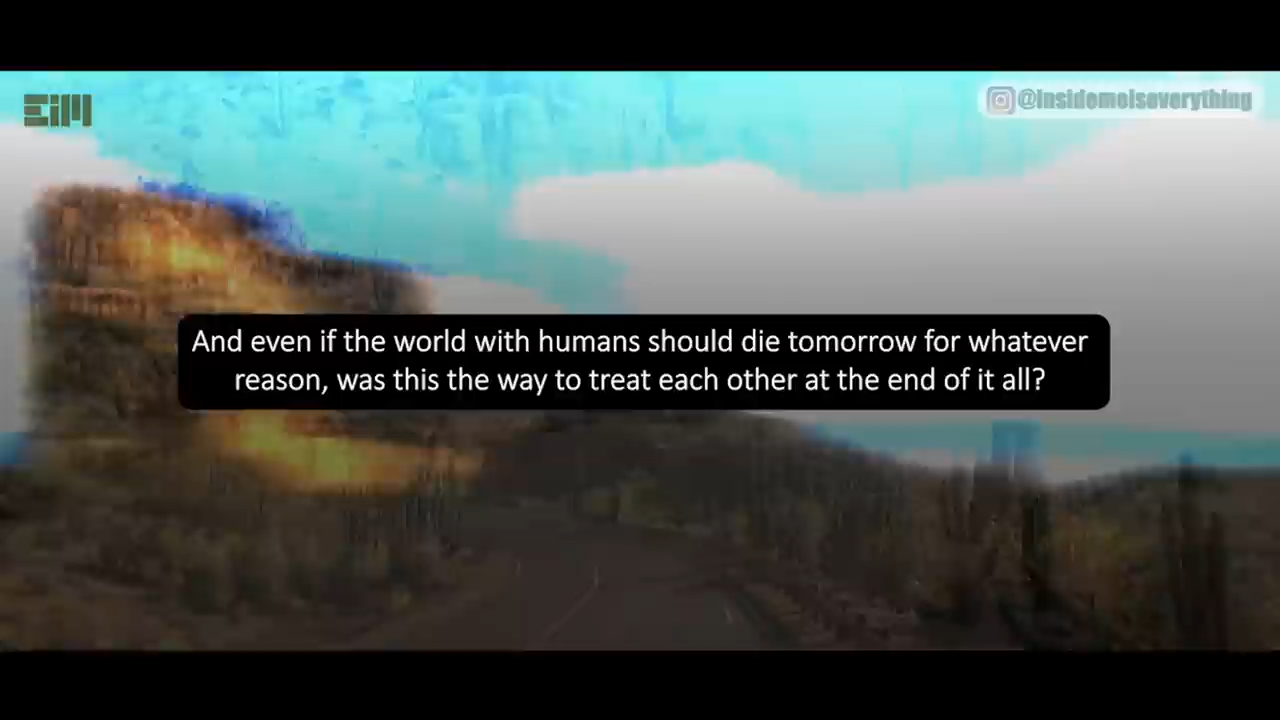 EiM
@insidemeiseverything
And even if the world with humans should die tomorrow for whatever
reason, was this the way to treat each other at the end of it all?